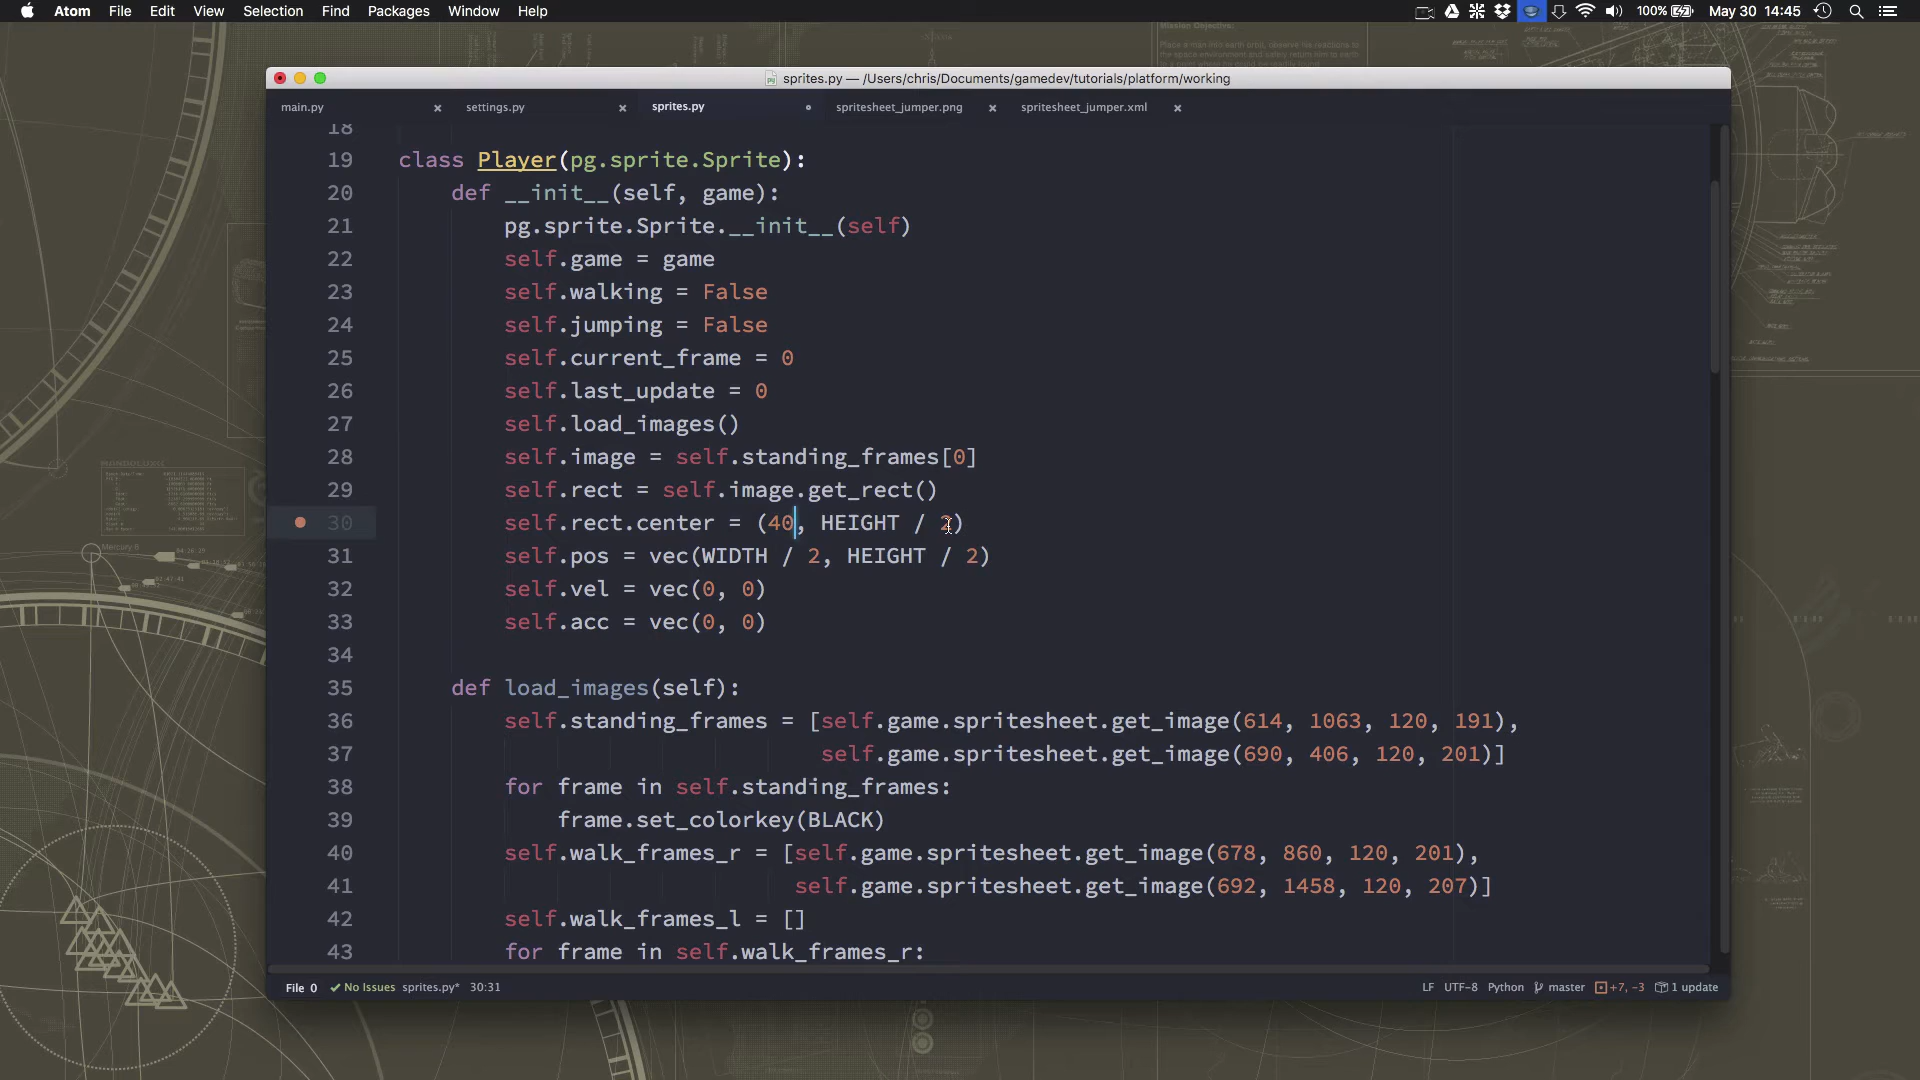 Atom File Edit View Selection Find Packages Window Help 100% May 30 14:45
sprites.py — /Users/chris/Documents/gamedev/tutorials/platform/working
main.py settings.py sprites.py spritesheet_jumper.png spritesheet_jumper.xml
18
19 class Player(pg.sprite.Sprite):
20 def __init__(self, game):
21 pg.sprite.Sprite.__init__(self)
22 self.game = game
23 self.walking = False
24 self.jumping = False
25 self.current_frame = 0
26 self.last_update = 0
27 self.load_images()
28 self.image = self.standing_frames[0]
29 self.rect = self.image.get_rect()
30 self.rect.center = (40, HEIGHT / 2)
31 self.pos = vec(WIDTH / 2, HEIGHT / 2)
32 self.vel = vec(0, 0)
33 self.acc = vec(0, 0)
34
35 def load_images(self):
36 self.standing_frames = [self.game.spritesheet.get_image(614, 1063, 120, 191),
37 self.game.spritesheet.get_image(690, 406, 120, 201)]
38 for frame in self.standing_frames:
39 frame.set_colorkey(BLACK)
40 self.walk_frames_r = [self.game.spritesheet.get_image(678, 860, 120, 201),
41 self.game.spritesheet.get_image(692, 1458, 120, 207)]
42 self.walk_frames_l = []
43 for frame in self.walk_frames_r:
File 0 No Issues sprites.py* 30:31 LF UTF-8 Python master +7, -3 1 update